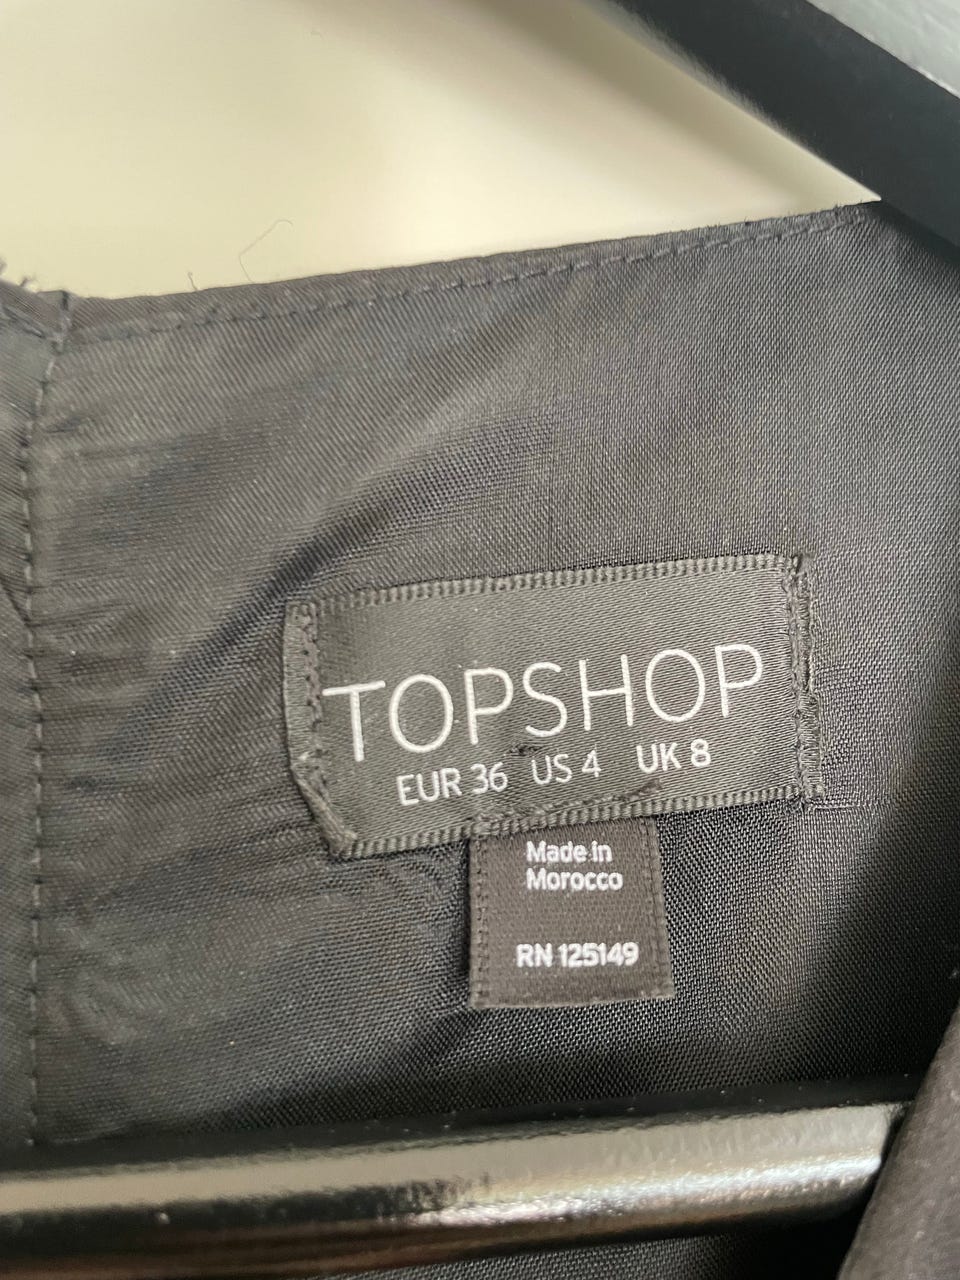 TOPSHOP
EUR 36 US 4 UK 8
Made in
Morocco
RN 125149